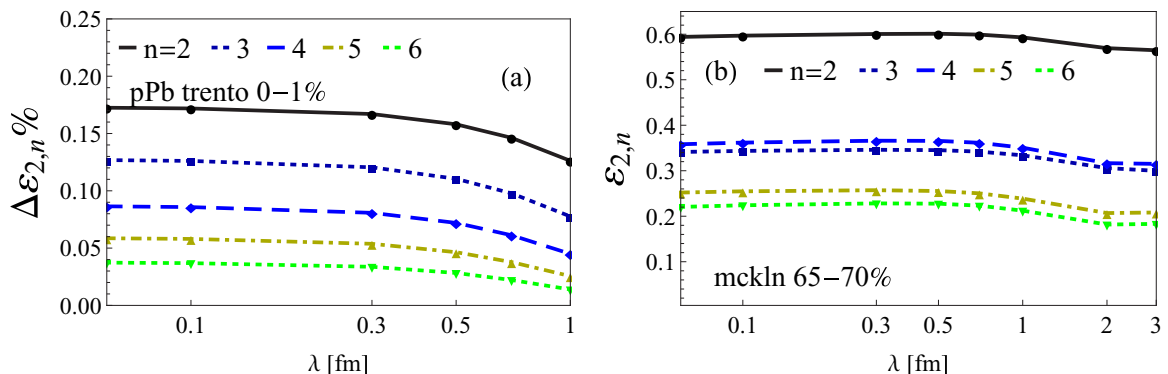 0.25
0.20
0.15
0.10
0.05
0.00
Δε2,n%
n=2 3 4 5 6
pPb trento 0−1%
(a)
0.1 0.3 0.5 1
λ [fm]
0.6
0.5
0.4
0.3
0.2
0.1
ε2,n
(b)
n=2 3 4 5 6
mckln 65−70%
0.1 0.3 0.5 1 2 3
λ [fm]